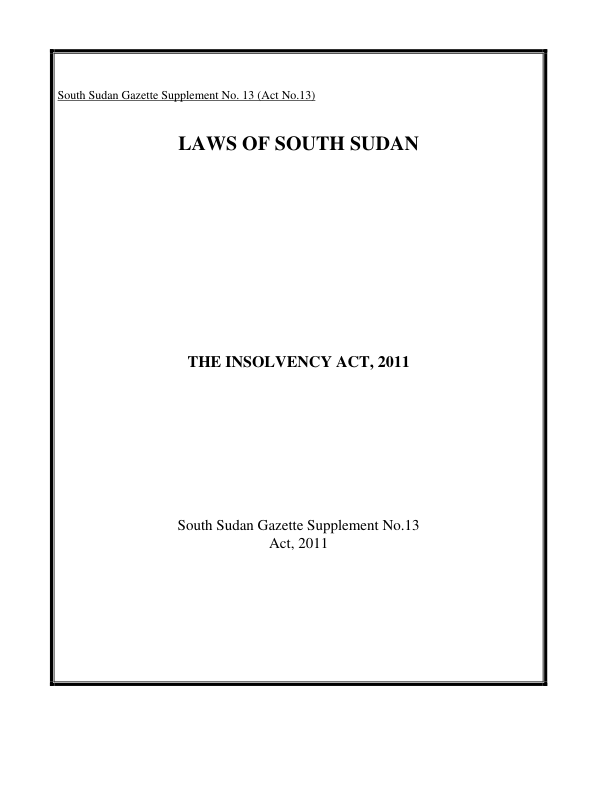 South Sudan Gazette Supplement No. 13 (Act No.13)
LAWS OF SOUTH SUDAN
THE INSOLVENCY ACT, 2011
South Sudan Gazette Supplement No.13
Act, 2011